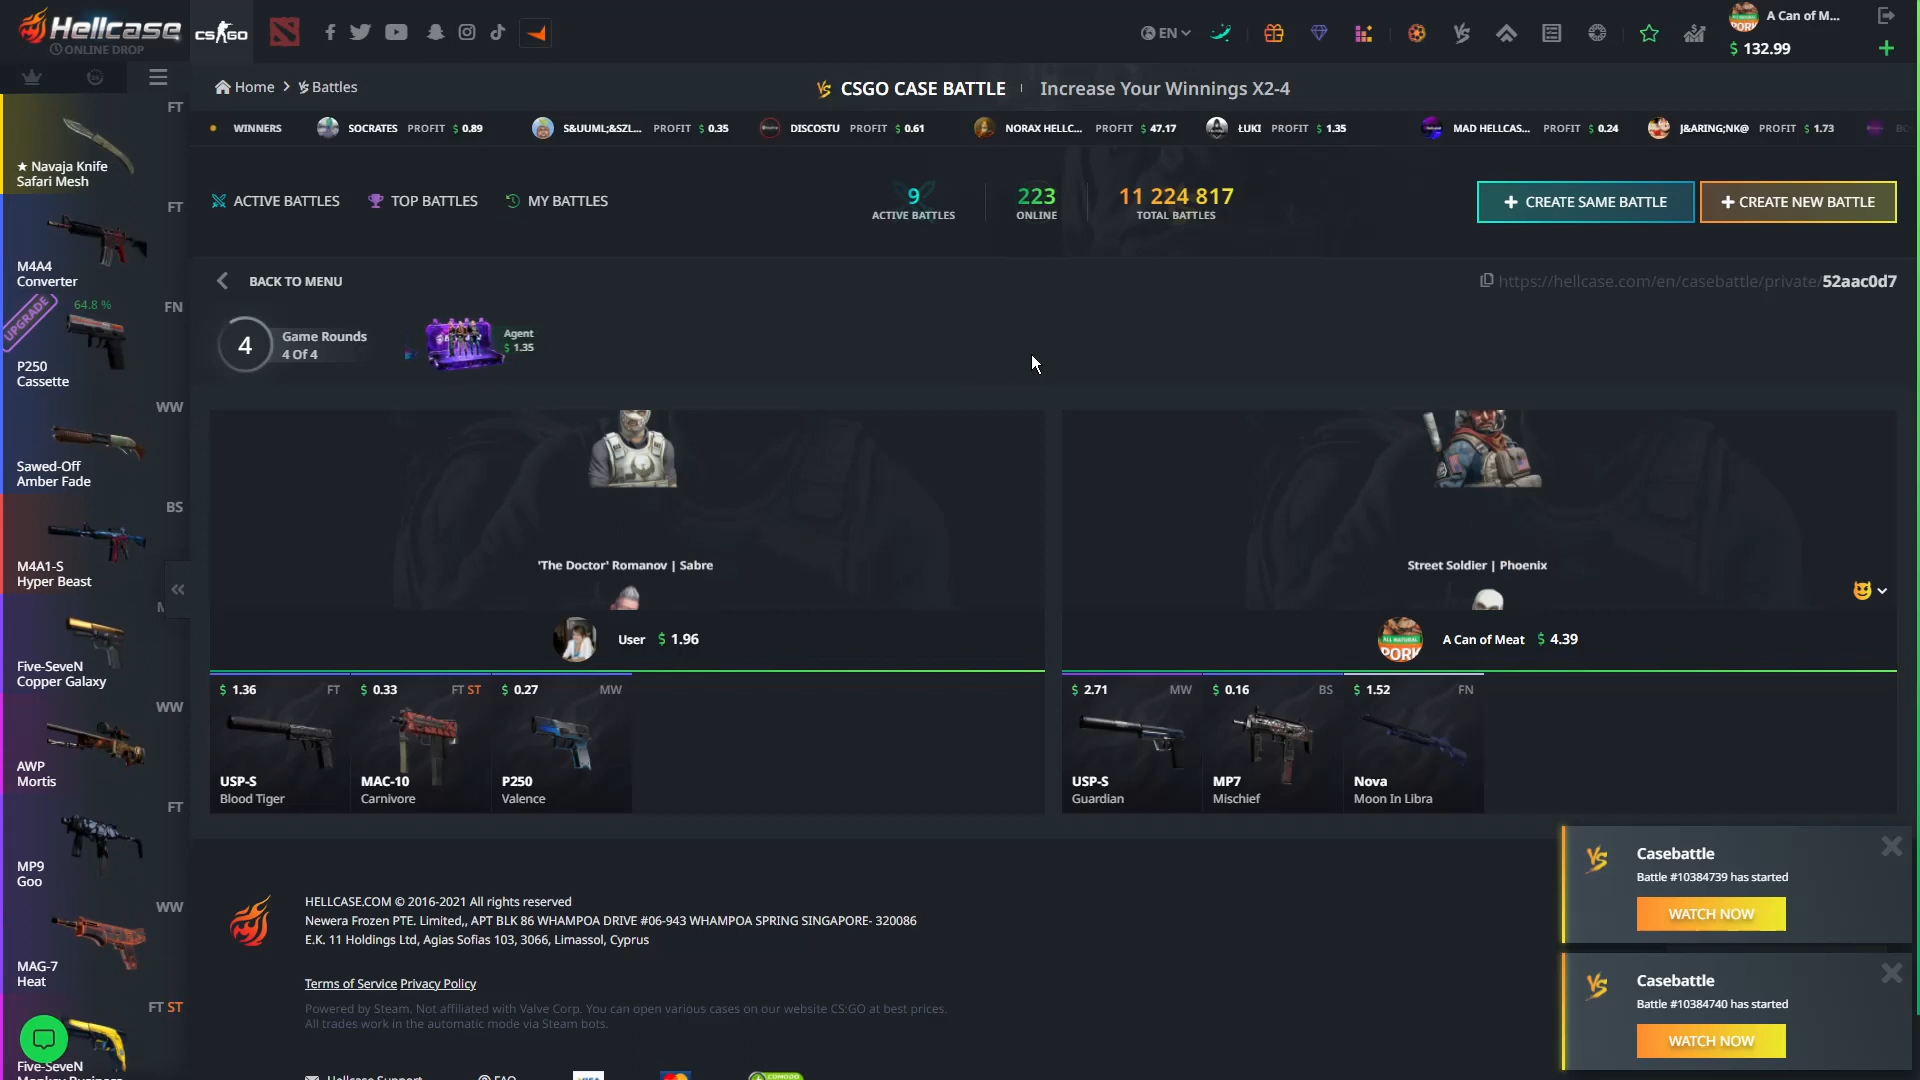 Hellcase
ONLINE DROP
CS:GO
EN
A Can of M...
$ 132.99
Home > Battles
CSGO CASE BATTLE | Increase Your Winnings X2-4
WINNERS
SOCRATES PROFIT $ 0.89
S&UUML;&SZL... PROFIT $ 0.35
DISCOSTU PROFIT $ 0.61
NORAX HELLC... PROFIT $ 47.17
ŁUKI PROFIT $ 1.35
MAD HELLCAS... PROFIT $ 0.24
J&ARING;NK@ PROFIT $ 1.73
ACTIVE BATTLES
TOP BATTLES
MY BATTLES
9
ACTIVE BATTLES
223
ONLINE
11 224 817
TOTAL BATTLES
+ CREATE SAME BATTLE
+ CREATE NEW BATTLE
BACK TO MENU
https://hellcase.com/en/casebattle/private/52aac0d7
4
Game Rounds
4 Of 4
Agent
$ 1.35
'The Doctor' Romanov | Sabre
Street Soldier | Phoenix
User $ 1.96
ALL NATURAL
PORK
A Can of Meat $ 4.39
$ 1.36 FT
USP-S
Blood Tiger
$ 0.33 FT ST
MAC-10
Carnivore
$ 0.27 MW
P250
Valence
$ 2.71 MW
USP-S
Guardian
$ 0.16 BS
MP7
Mischief
$ 1.52 FN
Nova
Moon In Libra
FT
★ Navaja Knife
Safari Mesh
FT
M4A4
Converter
UPGRADE
64.8 %
FN
P250
Cassette
WW
Sawed-Off
Amber Fade
BS
M4A1-S
Hyper Beast
Five-SeveN
Copper Galaxy
WW
AWP
Mortis
FT
MP9
Goo
WW
MAG-7
Heat
FT ST
Five-SeveN
Monkey Business
HELLCASE.COM © 2016-2021 All rights reserved
Newera Frozen PTE. Limited,, APT BLK 86 WHAMPOA DRIVE #06-943 WHAMPOA SPRING SINGAPORE- 320086
E.K. 11 Holdings Ltd, Agias Sofias 103, 3066, Limassol, Cyprus
Terms of Service Privacy Policy
Powered by Steam. Not affiliated with Valve Corp. You can open various cases on our website CS:GO at best prices.
All trades work in the automatic mode via Steam bots.
Hellcase Support
FAQ
VISA
COMODO
Casebattle
Battle #10384739 has started
WATCH NOW
Casebattle
Battle #10384740 has started
WATCH NOW